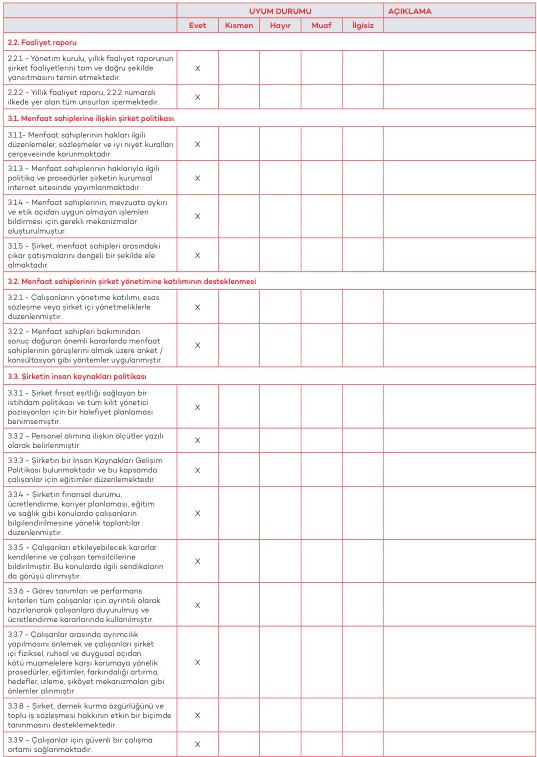 UYUM DURUMU AÇIKLAMA
Evet Kısmen Hayır Muaf İlgisiz
2.2. Faaliyet raporu
2.2.1 - Yönetim kurulu, yıllık faaliyet raporunun
şirket faaliyetlerini tam ve doğru şekilde
yansıtmasını temin etmektedir.
X
2.2.2 - Yıllık faaliyet raporu, 2.2.2 numaralı
ilkede yer alan tüm unsurları içermektedir.
X
3.1. Menfaat sahiplerine ilişkin şirket politikası
3.1.1- Menfaat sahiplerinin hakları ilgili
düzenlemeler, sözleşmeler ve iyi niyet kuralları
çerçevesinde korunmaktadır.
X
3.1.3 - Menfaat sahiplerinin haklarıyla ilgili
politika ve prosedürler şirketin kurumsal
internet sitesinde yayımlanmaktadır.
X
3.1.4 - Menfaat sahiplerinin, mevzuata aykırı
ve etik açıdan uygun olmayan işlemleri
bildirmesi için gerekli mekanizmalar
oluşturulmuştur.
X
3.1.5 - Şirket, menfaat sahipleri arasındaki
çıkar çatışmalarını dengeli bir şekilde ele
almaktadır.
X
3.2. Menfaat sahiplerinin şirket yönetimine katılımının desteklenmesi
3.2.1 - Çalışanların yönetime katılımı, esas
sözleşme veya şirket içi yönetmeliklerle
düzenlenmiştir.
X
3.2.2 - Menfaat sahipleri bakımından
sonuç doğuran önemli kararlarda menfaat
sahiplerinin görüşlerini almak üzere anket /
konsültasyon gibi yöntemler uygulanmıştır.
X
3.3. Şirketin insan kaynakları politikası
3.3.1 - Şirket fırsat eşitliği sağlayan bir
istihdam politikası ve tüm kilit yönetici
pozisyonları için bir halefiyet planlaması
benimsemiştir.
X
3.3.2 - Personel alımına ilişkin ölçütler yazılı
olarak belirlenmiştir.
X
3.3.3 - Şirketin bir İnsan Kaynakları Gelişim
Politikası bulunmaktadır ve bu kapsamda
çalışanlar için eğitimler düzenlemektedir.
X
3.3.4 - Şirketin finansal durumu,
ücretlendirme, kariyer planlaması, eğitim
ve sağlık gibi konularda çalışanların
bilgilendirilmesine yönelik toplantılar
düzenlenmiştir.
X
3.3.5 - Çalışanları etkileyebilecek kararlar
kendilerine ve çalışan temsilcilerine
bildirilmiştir. Bu konularda ilgili sendikaların
da görüşü alınmıştır.
X
3.3.6 - Görev tanımları ve performans
kriterleri tüm çalışanlar için ayrıntılı olarak
hazırlanarak çalışanlara duyurulmuş ve
ücretlendirme kararlarında kullanılmıştır.
X
3.3.7 - Çalışanlar arasında ayrımcılık
yapılmasını önlemek ve çalışanları şirket
içi fiziksel, ruhsal ve duygusal açıdan
kötü muamelelere karşı korumaya yönelik
prosedürler, eğitimler, farkındalığı artırma,
hedefler, izleme, şikâyet mekanizmaları gibi
önlemler alınmıştır.
X
3.3.8 - Şirket, dernek kurma özgürlüğünü ve
toplu iş sözleşmesi hakkının etkin bir biçimde
tanınmasını desteklemektedir.
X
3.3.9 - Çalışanlar için güvenli bir çalışma
ortamı sağlanmaktadır.
X